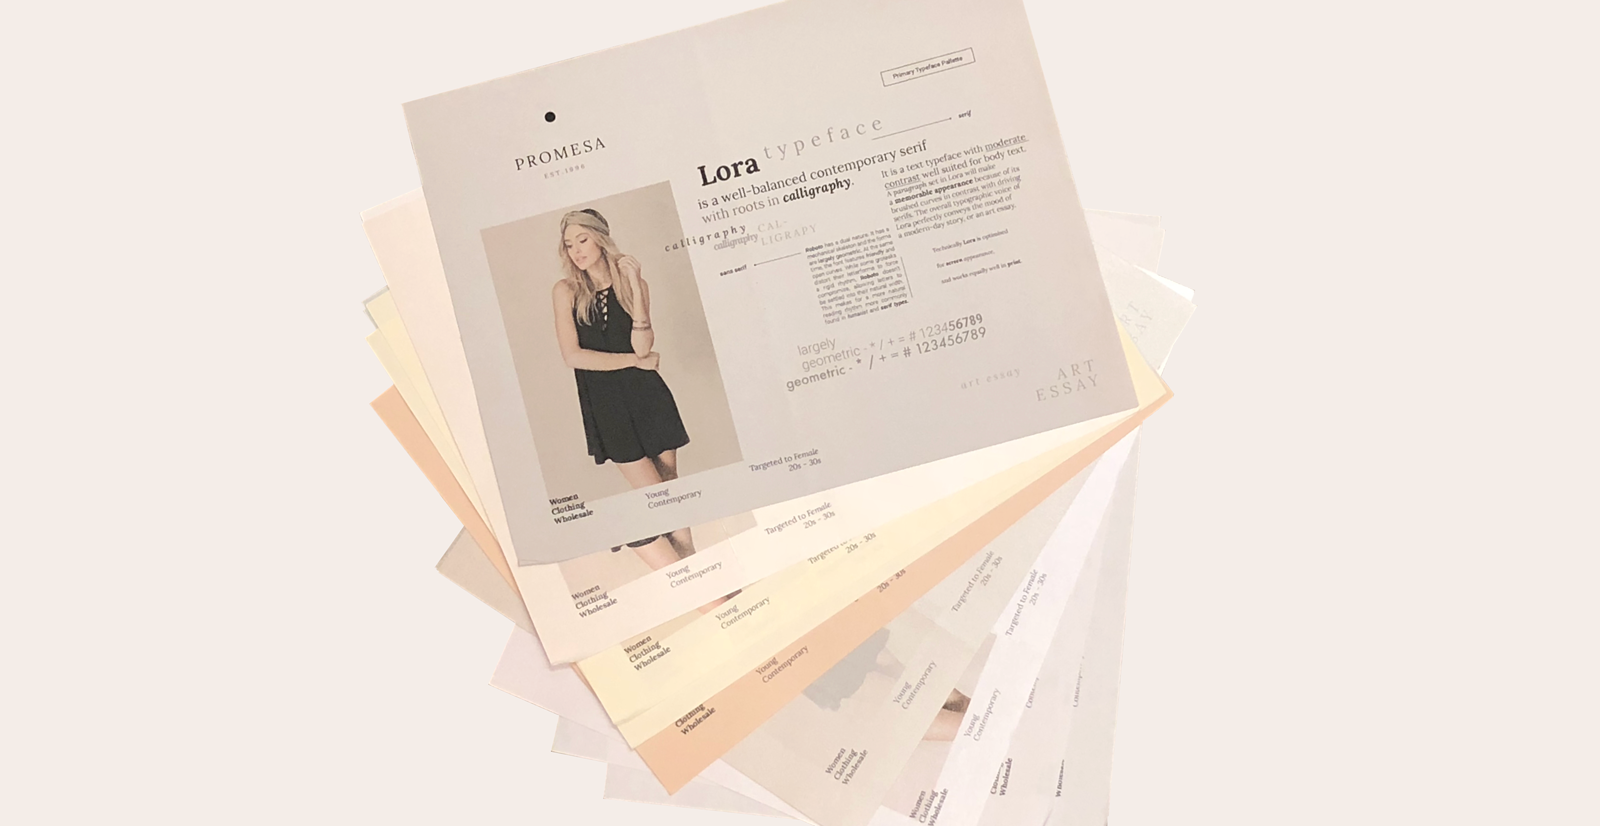 Primary Typeface Pallette
PROMESA
EST.1996
Lora typeface
serif
is a well-balanced contemporary serif
with roots in calligraphy.
calligraphy
calligraphy
CAL-
LIGRAPY
It is a text typeface with moderate
contrast well suited for body text.
A paragraph set in Lora will make
a memorable appearance because of its
brushed curves in contrast with driving
serifs. The overall typographic voice of
Lora perfectly conveys the mood of
a modern-day story, or an art essay.
sans serif
Roboto has a dual nature. It has a
mechanical skeleton and the forms
are largely geometric. At the same
time, the font features friendly and
open curves. While some grotesks
distort their letterforms to force
a rigid rhythm, Roboto doesn't
compromise, allowing letters to
be settled into their natural width.
This makes for a more natural
reading rhythm more commonly
found in humanist and serif types.
Technically Lora is optimised
for screen appearance,
and works equally well in print.
largely
geometric - * / + = # 123456789
geometric - * / + = # 123456789
art essay
ART
ESSAY
Women
Clothing
Wholesale
Young
Contemporary
Targeted to Female
20s - 30s
Women
Clothing
Wholesale
Young
Contemporary
Targeted to Female
20s - 30s
Women
Clothing
Wholesale
Young
Contemporary
20s - 30s
Clothing
Wholesale
Young
Contemporary
20s - 30s
Women
Clothing
Wholesale
Young
Contemporary
Targeted to Female
20s - 30s
Women
Clothing
Wholesale
Young
Contemporary
Targeted to Female
20s - 30s
Wholesale